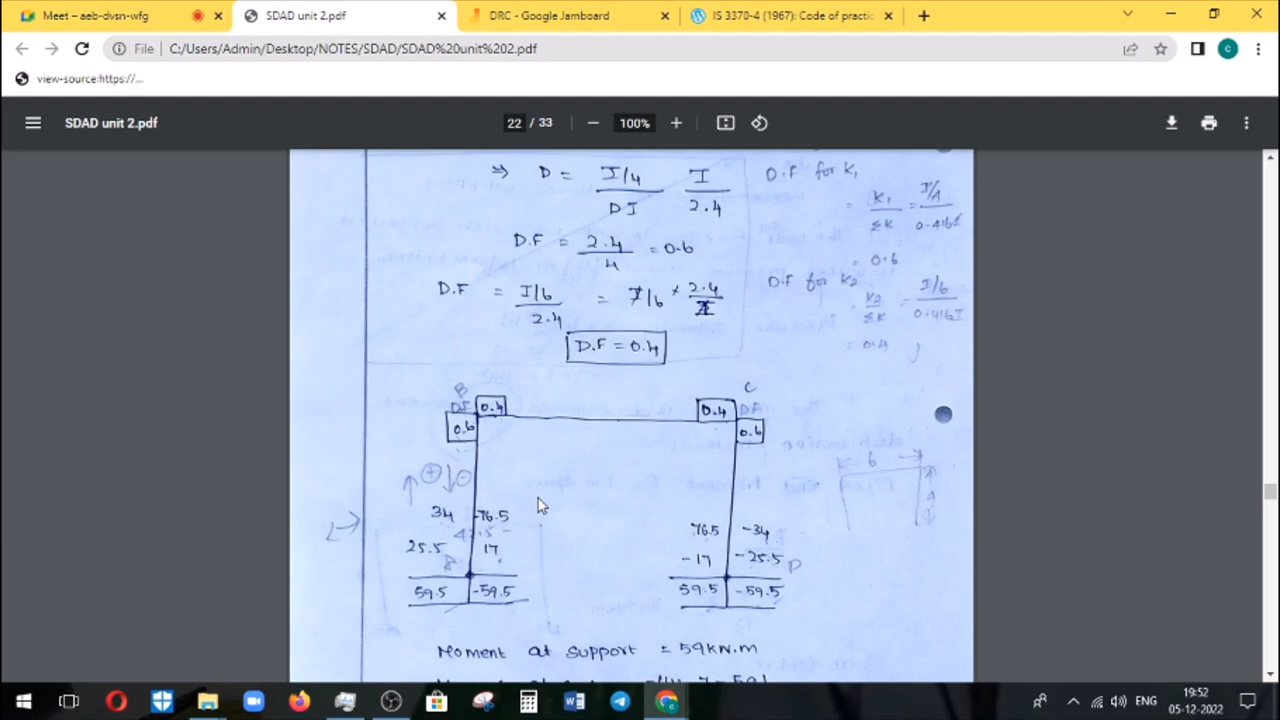 Meet – aeb-dvsn-wfg
SDAD unit 2.pdf
DRC - Google Jamboard
IS 3370-4 (1967): Code of practic
File
C:/Users/Admin/Desktop/NOTES/SDAD/SDAD%20unit%202.pdf
c
view-source:https://...
SDAD unit 2.pdf
22 / 33
100%
⇒ D = I/4 / DI I / 2.4
D.F for K₁
= K₁/ΣK = I/4 / 0.416I
= 0.6
D.F = 2.4 / 4 = 0.6
D.F for K₂
= K₂/ΣK = I/6 / 0.416I
= 0.4
D.F = I/6 / 2.4 = I/6 × 2.4 / I
D.F = 0.4
B
C
DF 0.4
0.4 DF
0.6
0.6
6
4
+ -
34 -76.5
76.5 -34
25.5 17
-17 -25.5
59.5 -59.5
59.5 -59.5
Moment at support = 59kN.m
ENG
19:52
05-12-2022